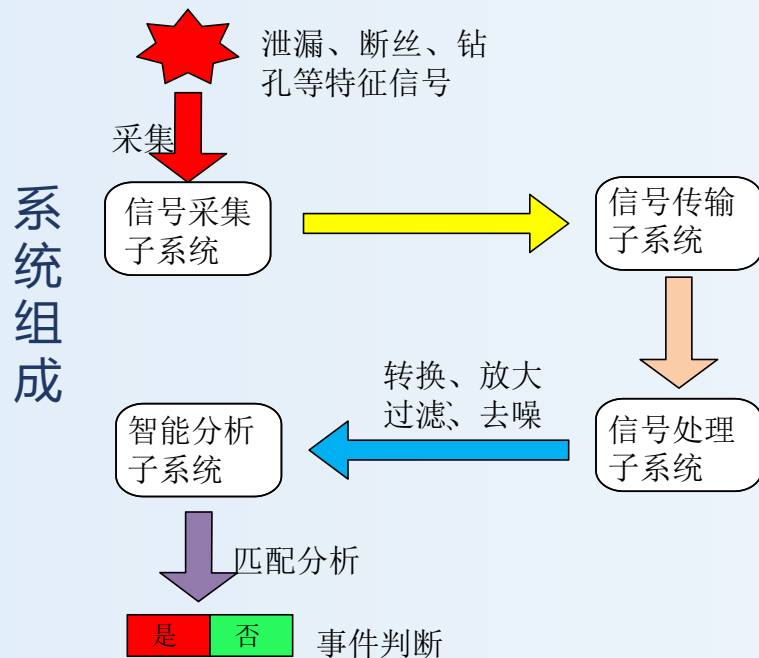 泄漏、断丝、钻
孔等特征信号
采集
系统组成
信号采集
子系统
信号传输
子系统
转换、放大
过滤、去噪
智能分析
子系统
信号处理
子系统
匹配分析
是
否
事件判断